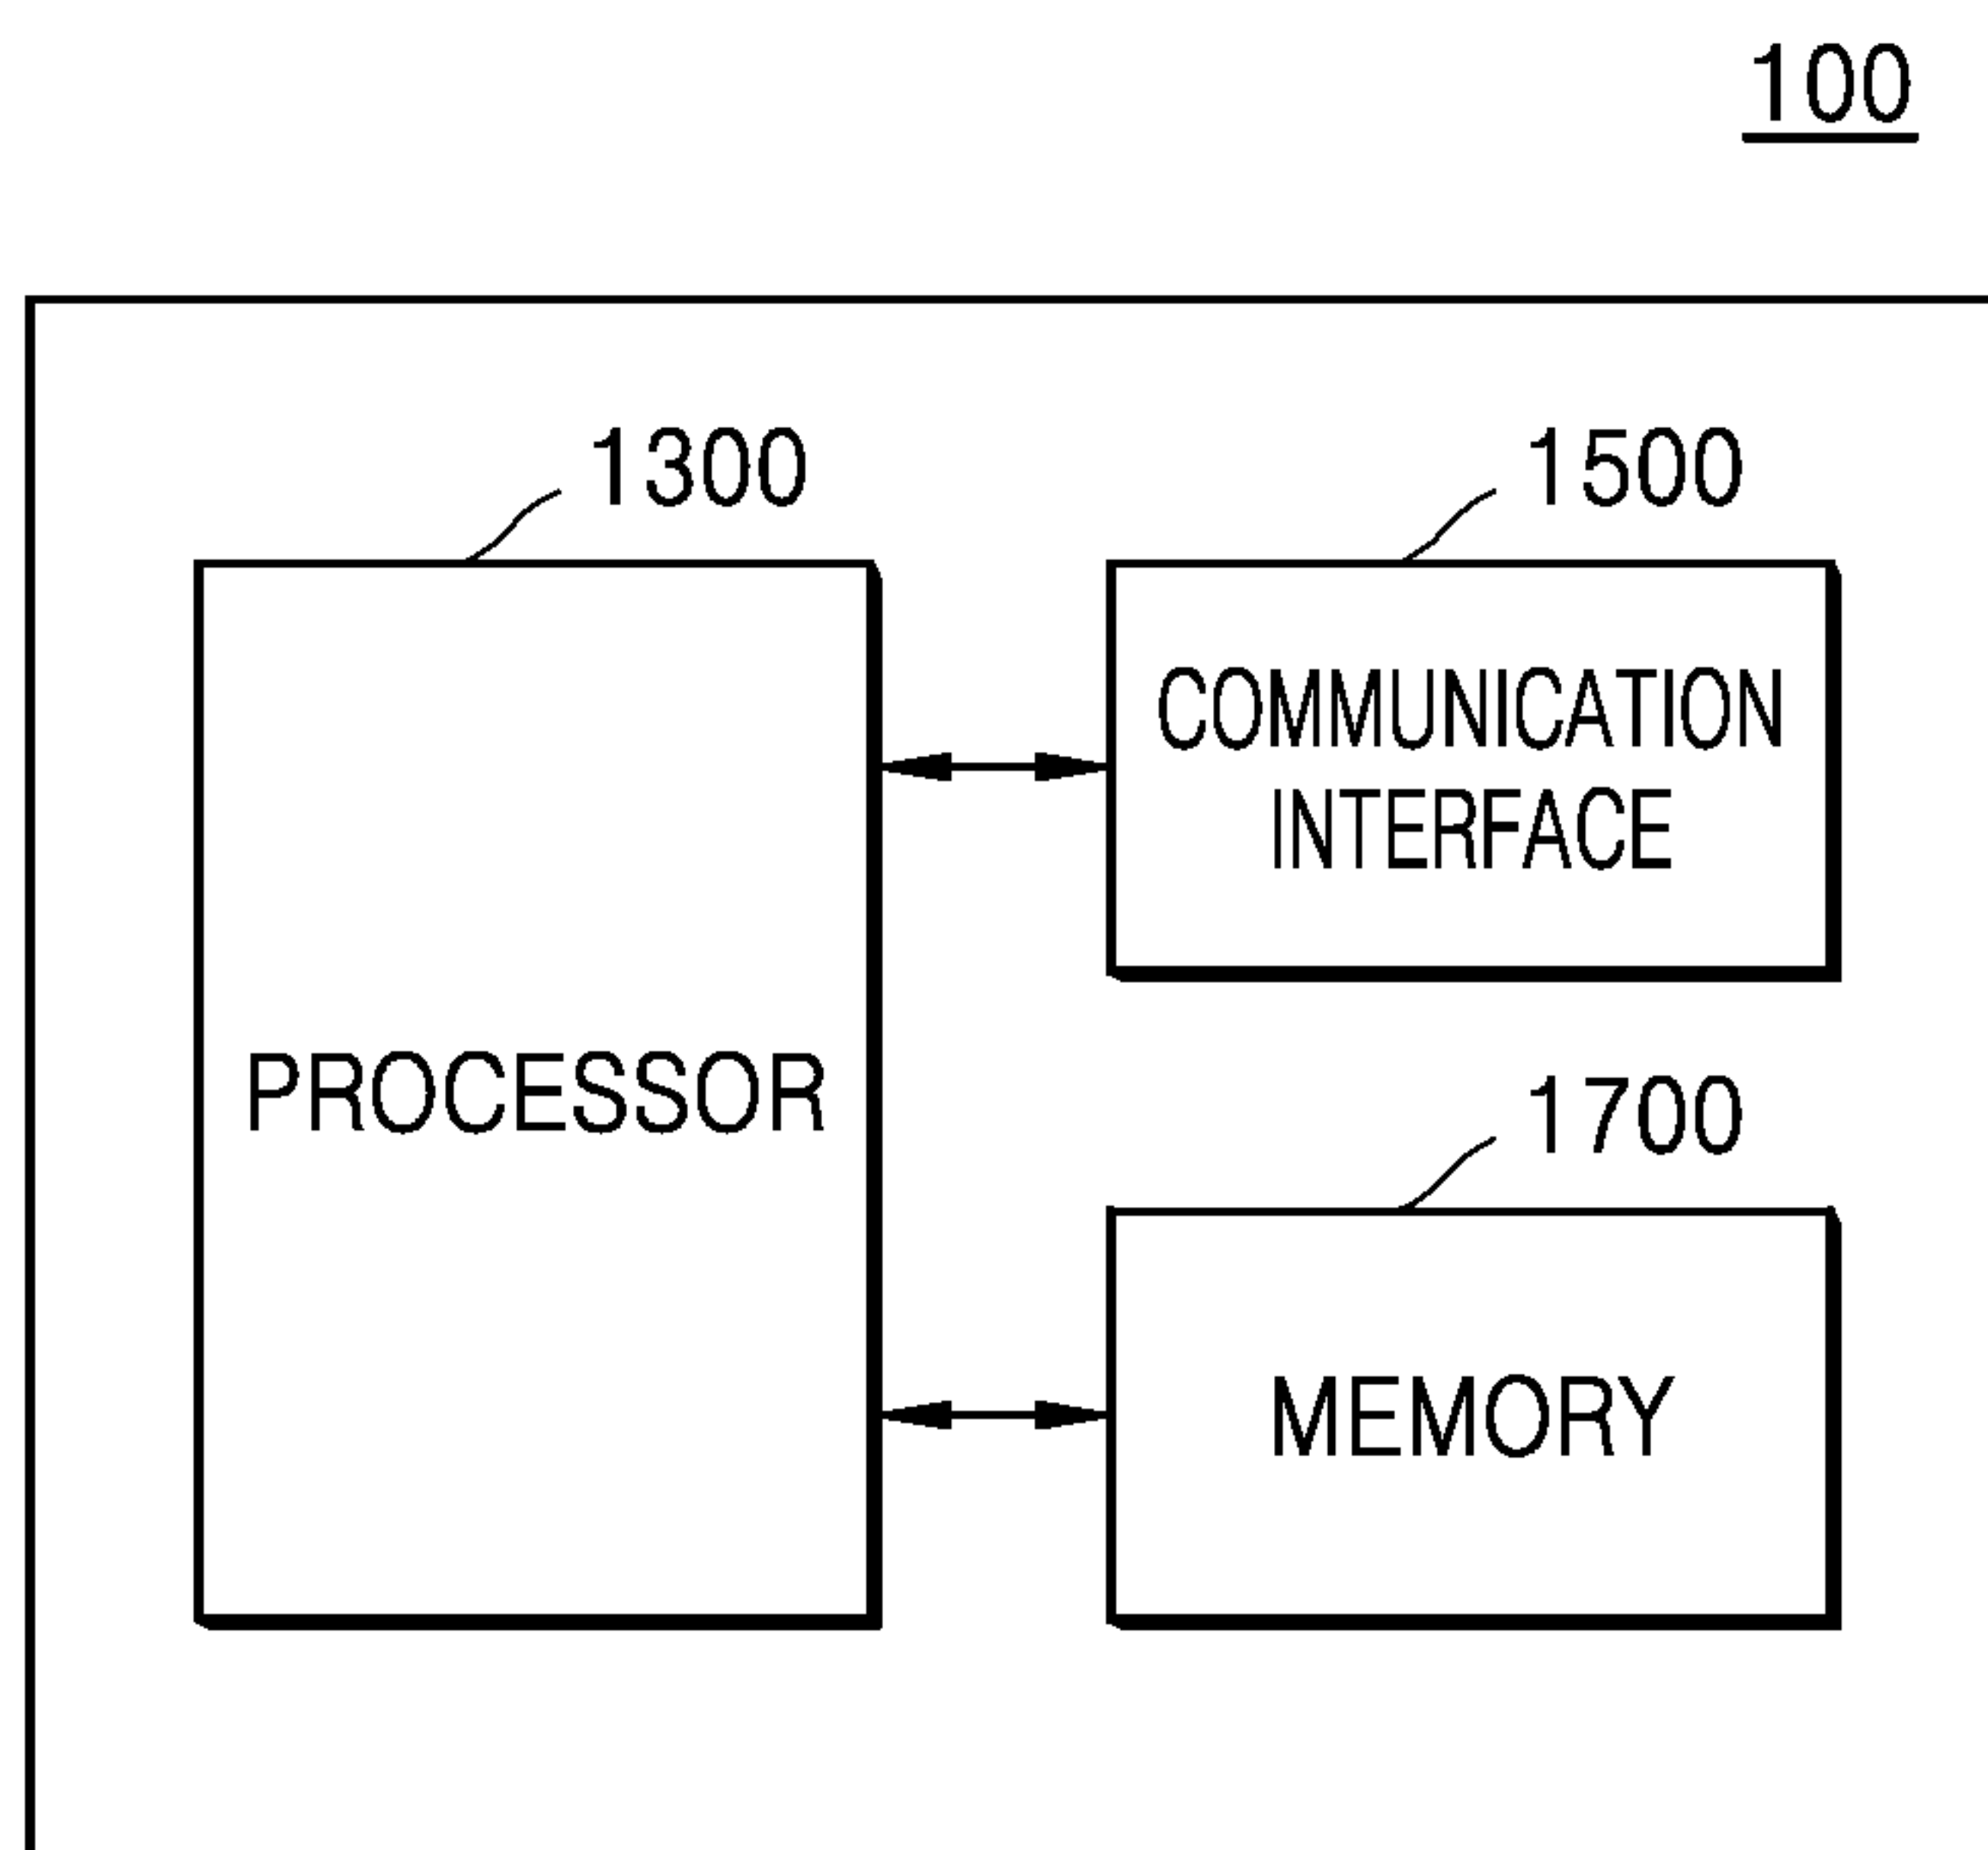 100
1300
1500
COMMUNICATION
INTERFACE
PROCESSOR
1700
MEMORY